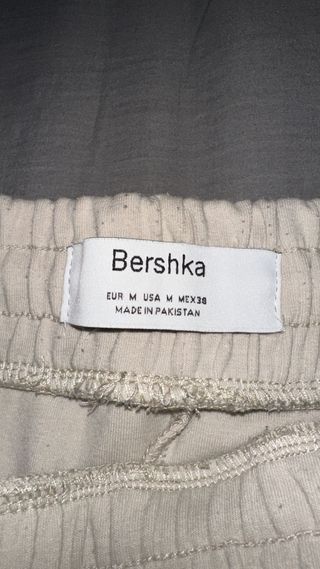 Bershka
EUR M USA M MEX38
MADE IN PAKISTAN